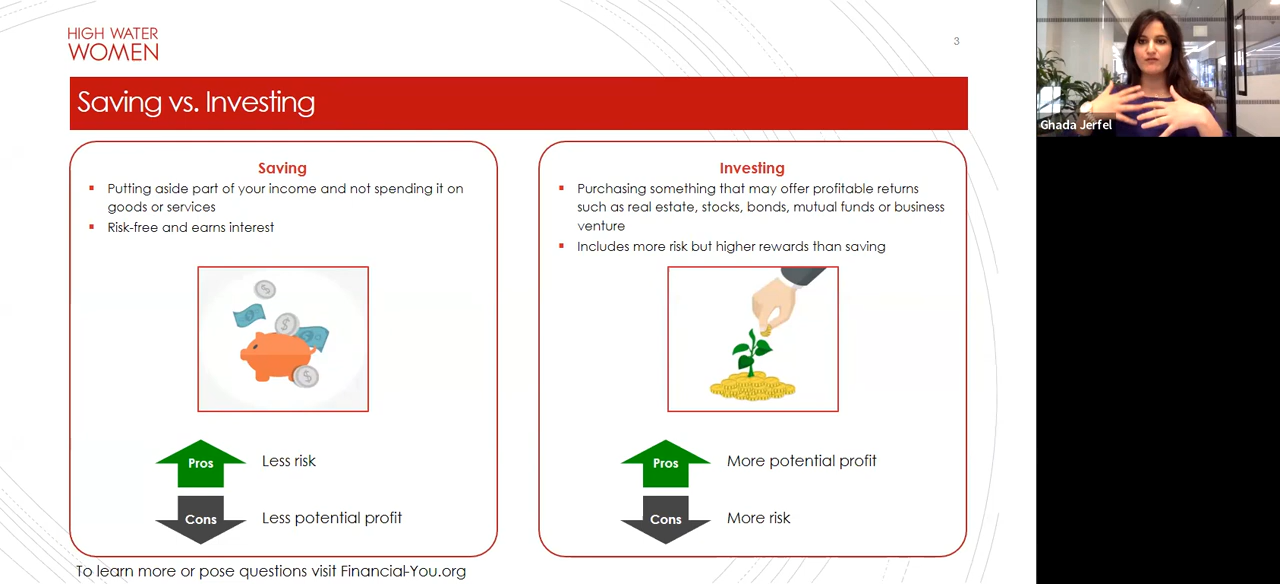 HIGH WATER
WOMEN
3
Saving vs. Investing
Saving
▪ Putting aside part of your income and not spending it on
goods or services
▪ Risk-free and earns interest
Pros
Less risk
Cons
Less potential profit
Investing
▪ Purchasing something that may offer profitable returns
such as real estate, stocks, bonds, mutual funds or business
venture
▪ Includes more risk but higher rewards than saving
Pros
More potential profit
Cons
More risk
To learn more or pose questions visit Financial-You.org
Ghada Jerfel